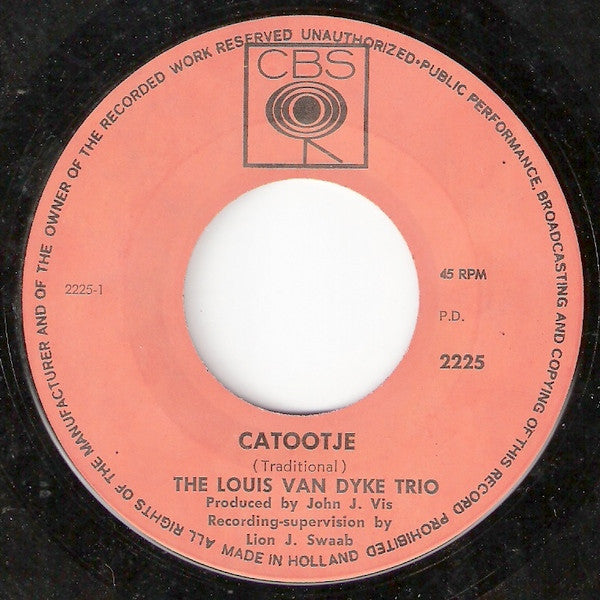 ALL RIGHTS OF THE MANUFACTURER AND OF THE OWNER OF THE RECORDED WORK RESERVED UNAUTHORIZED•PUBLIC PERFORMANCE, BROADCASTING AND COPYING OF THIS RECORD PROHIBITED
CBS
2225-1
45 RPM
P.D.
2225
CATOOTJE
(Traditional)
THE LOUIS VAN DYKE TRIO
Produced by John J. Vis
Recording-supervision by
Lion J. Swaab
MADE IN HOLLAND